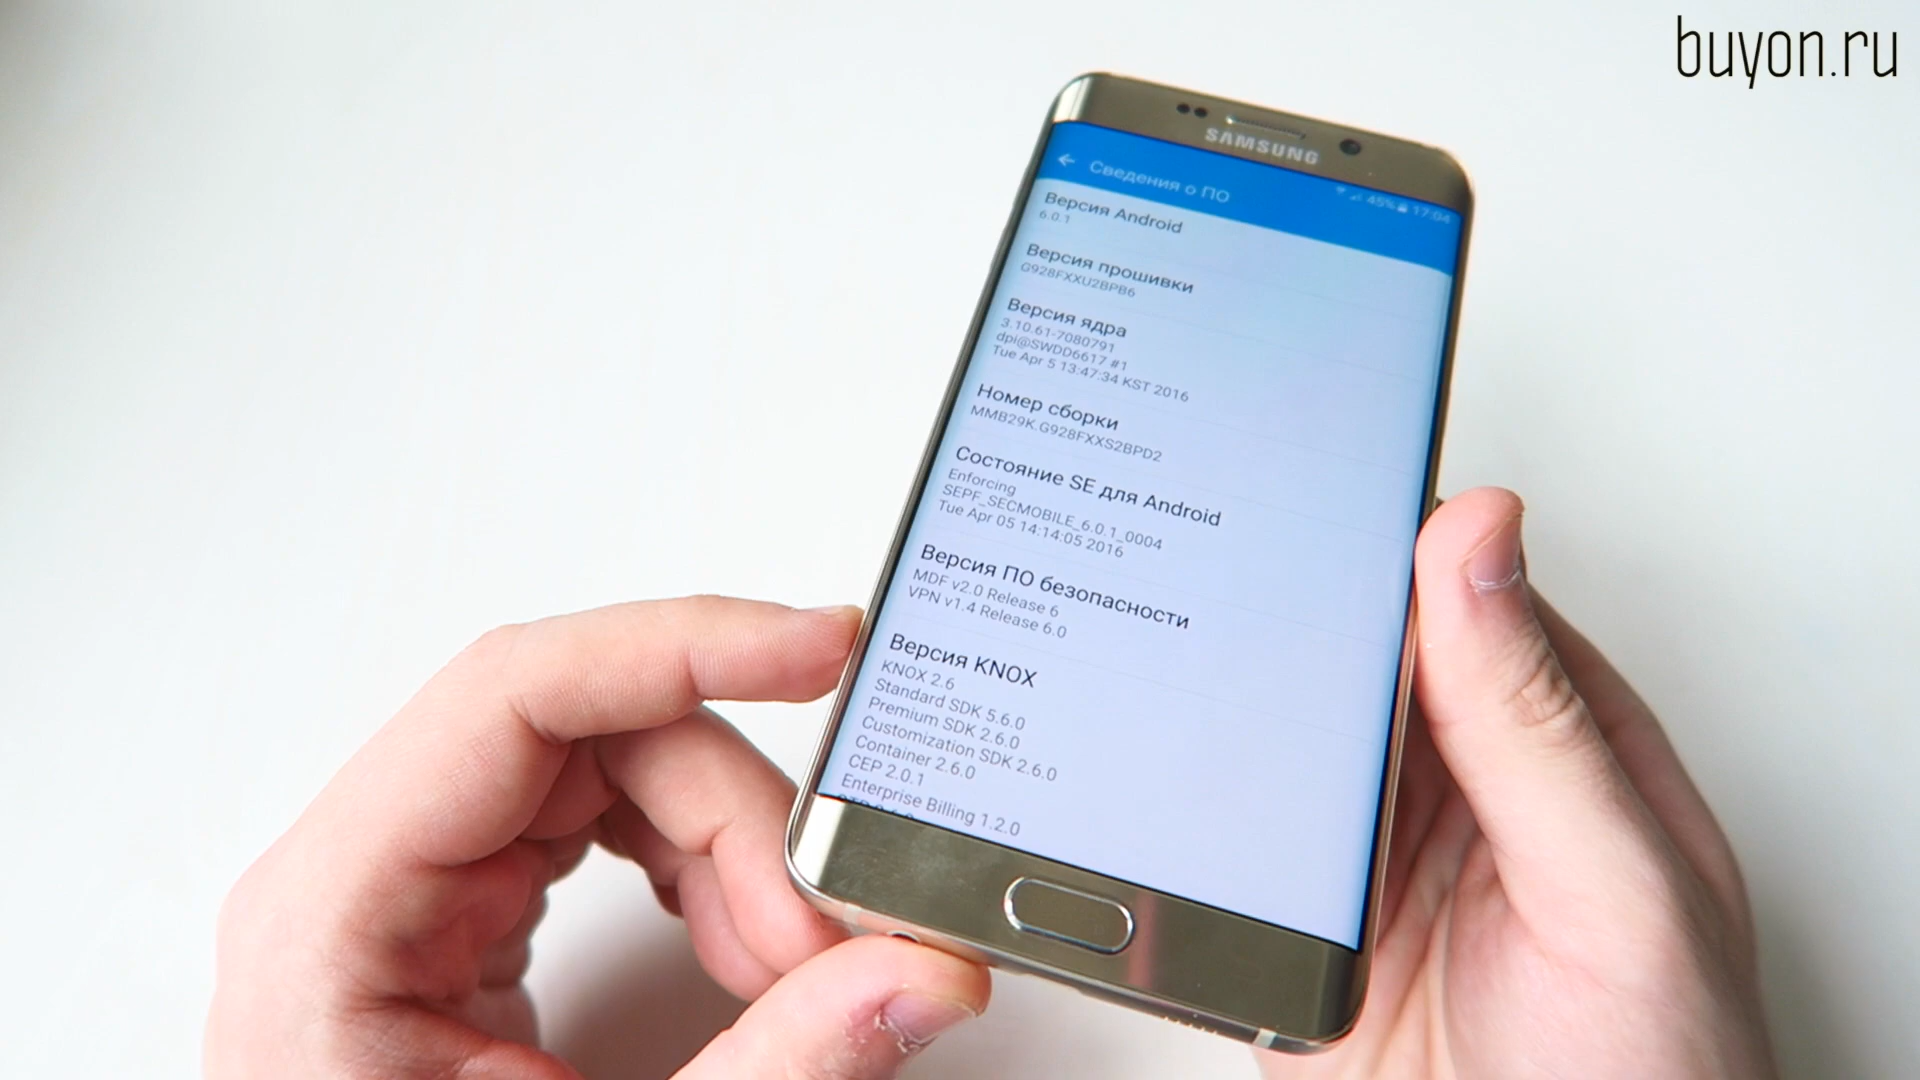 buyon.ru
SAMSUNG
45% 17:04
Сведения о ПО
Версия Android
6.0.1
Версия прошивки
G928FXXU2BPB6
Версия ядра
3.10.61-7080791
dpi@SWDD6617 #1
Tue Apr 5 13:47:34 KST 2016
Номер сборки
MMB29K.G928FXXS2BPD2
Состояние SE для Android
Enforcing
SEPF_SECMOBILE_6.0.1_0004
Tue Apr 05 14:14:05 2016
Версия ПО безопасности
MDF v2.0 Release 6
VPN v1.4 Release 6.0
Версия KNOX
KNOX 2.6
Standard SDK 5.6.0
Premium SDK 2.6.0
Customization SDK 2.6.0
Container 2.6.0
CEP 2.0.1
Enterprise Billing 1.2.0